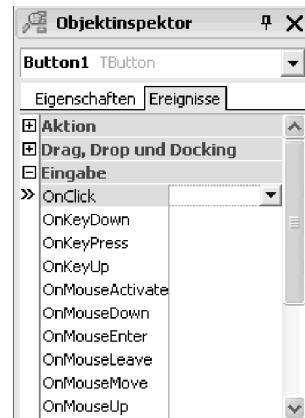 Objektinspektor
Button1 TButton
Eigenschaften Ereignisse
Aktion
Drag, Drop und Docking
Eingabe
OnClick
OnKeyDown
OnKeyPress
OnKeyUp
OnMouseActivate
OnMouseDown
OnMouseEnter
OnMouseLeave
OnMouseMove
OnMouseUp